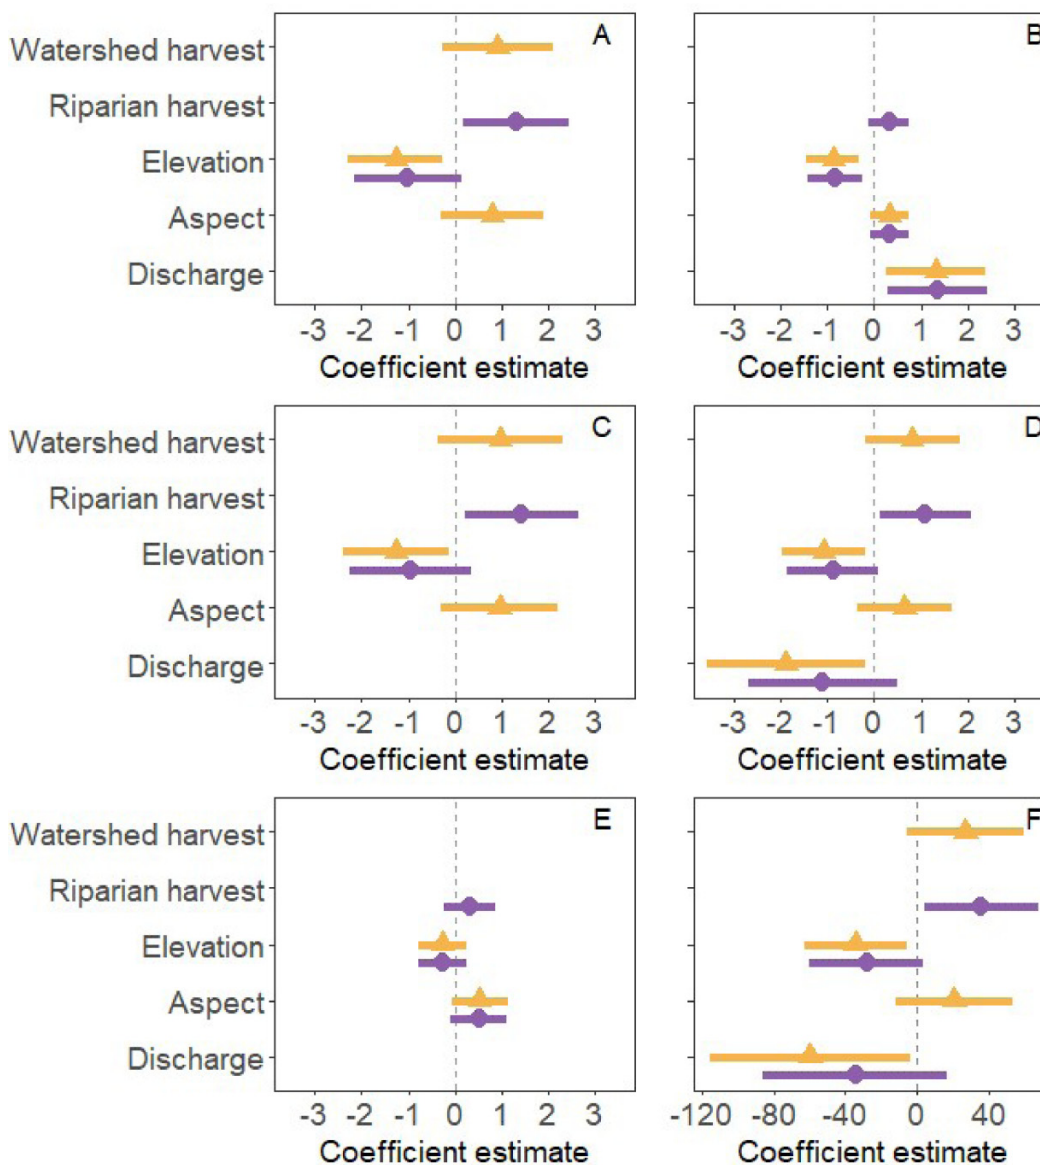 A
B
Watershed harvest
Riparian harvest
Elevation
Aspect
Discharge
-3 -2 -1 0 1 2 3
-3 -2 -1 0 1 2 3
Coefficient estimate
Coefficient estimate
C
D
Watershed harvest
Riparian harvest
Elevation
Aspect
Discharge
-3 -2 -1 0 1 2 3
-3 -2 -1 0 1 2 3
Coefficient estimate
Coefficient estimate
E
F
Watershed harvest
Riparian harvest
Elevation
Aspect
Discharge
-3 -2 -1 0 1 2 3
-120 -80 -40 0 40
Coefficient estimate
Coefficient estimate